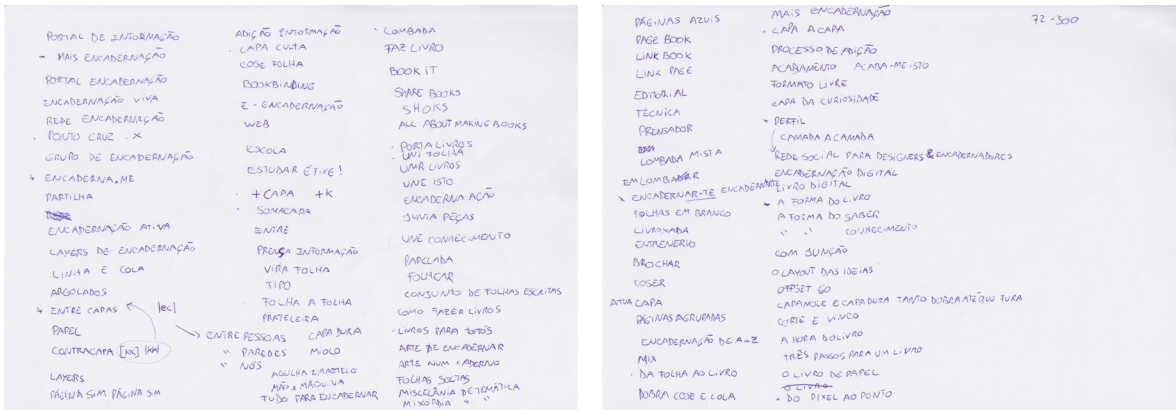 PORTAL DE INFORMAÇÃO
- MAIS ENCADERNAÇÃO
PORTAL ENCADERNAÇÃO
ENCADERNAÇÃO VIVA
REDE ENCADERNAÇÃO
. PONTO CRUZ . X
GRUPO DE ENCADERNAÇÃO
+ ENCADERNA.ME
PARTILHA
ENCADERNAÇÃO ATIVA
LAYERS DE ENCADERNAÇÃO
LINHA E COLA
ARGOLADOS
+ ENTRE CAPAS |ec|
PAPEL
CONTRACAPA [KK]
LAYERS
PÁGINA SIM PÁGINA SIM
ADIÇÃO INFORMAÇÃO
. CAPA CULTA
COSE FOLHA
BOOKBINDING
E - ENCADERNAÇÃO
WEB
ESCOLA
ESTUDAR É FIXE!
. +CAPA +K
. SOMACAPA
ENTRE
PRENSA INFORMAÇÃO
VIRA FOLHA
TIPO
. FOLHA A FOLHA
PRATELEIRA
ENTRE PESSOAS CAPA DURA
" PAREDES MIOLO
" NÓS
AGULHA E MARTELO
MÃO X MÁQUINA
TUDO PARA ENCADERNAR
. LOMBADA
FAZ LIVRO
BOOK iT
SHARE BOOKS
SHOKS
ALL ABOUT MAKING BOOKS
. PORTA LIVROS
. UNI FOLHA
UMR LIVROS
UNE ISTO
ENCADERNA AÇÃO
JUNTA PEÇAS
UNE CONHECIMENTO
PAPELADA
FOLHEAR
CONJUNTO DE FOLHAS ESCRITAS
COMO FAZER LIVROS
. LIVROS PARA TOTÓS
ARTE DE ENCADERNAR
ARTE NUM CADERNO
FOLHAS SOLTAS
MISCELÂNIA DE TEMÁTICA
MIXÓRDIA " "
PÁGINAS AZUIS
PAGE BOOK
LINK BOOK
LINK PAGE
EDITORIAL
TÉCNICA
PRENSADOR
LOMBADA MISTA
EM LOMBADAR
x ENCADERNAR-TE ENCADERNARTE
FOLHAS EM BRANCO
LIVROXADA
ENTRENERVO
BROCHAR
COSER
ATUA CAPA
PÁGINAS AGRUPADAS
ENCADERNAÇÃO DE A a Z
MIX
. DA FOLHA AO LIVRO
DOBRA COSE E COLA
MAIS ENCADERNAÇÃO
. CAPA A CAPA
PROCESSO DE ADIÇÃO
ACABAMENTO ACABA-ME ISTO
FORMATO LIVRE
CAPA DA CURIOSIDADE
+ PERFIL
CAMADA A CAMADA
REDE SOCIAL PARA DESIGNERS & ENCADERNADORES
ENCADERNAÇÃO DIGITAL
LIVRO DIGITAL
+ A FORMA DO LIVRO
A FORMA DO SABER
" " CONHECIMENTO
COM JUNÇÃO
O LAYOUT DAS IDEIAS
OFFSET GO
CAPA MOLE E CAPA DURA TANTO DOBRA ATÉ QUE FURA
CORTE E VINCO
A HORA DO LIVRO
TRÊS PASSOS PARA UM LIVRO
O LIVRO DE PAPEL
O LIVRO
. DO PIXEL AO PONTO
72 - 300